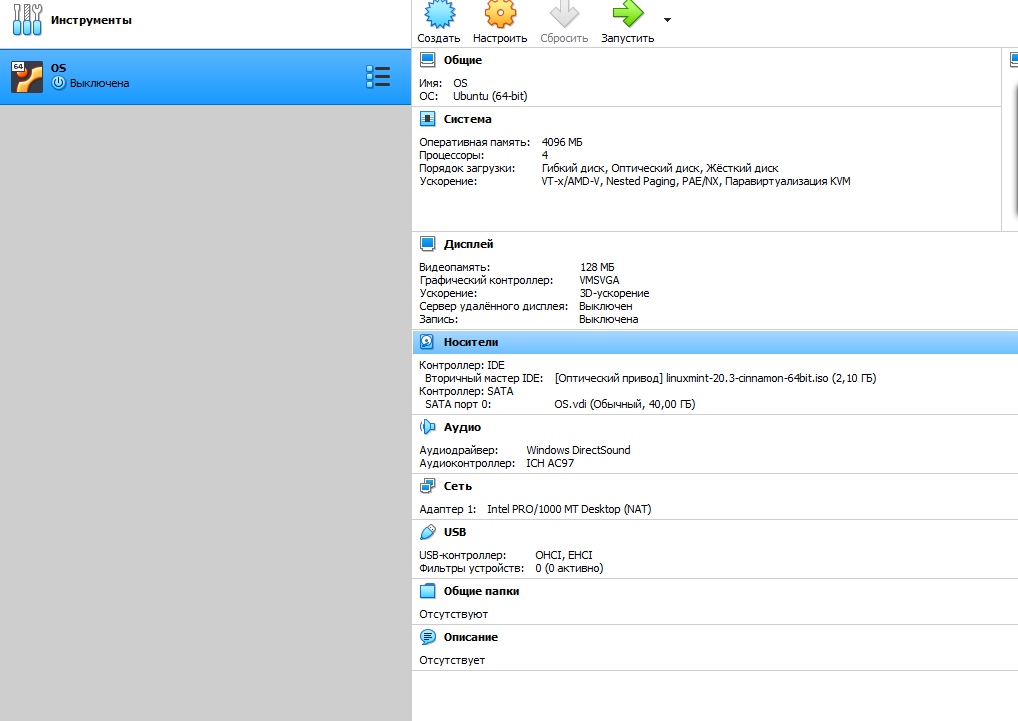 Инструменты
Создать Настроить Сбросить Запустить
64
OS
Выключена
Общие
Имя: OS
ОС: Ubuntu (64-bit)
Система
Оперативная память: 4096 МБ
Процессоры: 4
Порядок загрузки: Гибкий диск, Оптический диск, Жёсткий диск
Ускорение: VT-x/AMD-V, Nested Paging, PAE/NX, Паравиртуализация KVM
Дисплей
Видеопамять: 128 МБ
Графический контроллер: VMSVGA
Ускорение: 3D-ускорение
Сервер удалённого дисплея: Выключен
Запись: Выключена
Носители
Контроллер: IDE
Вторичный мастер IDE: [Оптический привод] linuxmint-20.3-cinnamon-64bit.iso (2,10 ГБ)
Контроллер: SATA
SATA порт 0: OS.vdi (Обычный, 40,00 ГБ)
Аудио
Аудиодрайвер: Windows DirectSound
Аудиоконтроллер: ICH AC97
Сеть
Адаптер 1: Intel PRO/1000 MT Desktop (NAT)
USB
USB-контроллер: OHCI, EHCI
Фильтры устройств: 0 (0 активно)
Общие папки
Отсутствуют
Описание
Отсутствует